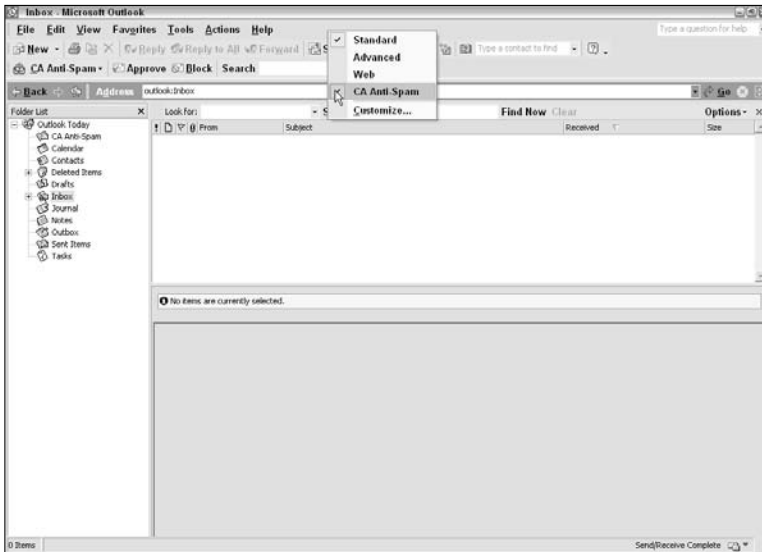 Inbox - Microsoft Outlook
File Edit View Favorites Tools Actions Help
Type a question for help
New Reply Reply to All Forward
Type a contact to find
CA Anti-Spam Approve Block Search
Standard
Advanced
Web
CA Anti-Spam
Customize...
Back Address outlook:Inbox Go
Folder List
Look for: Find Now Clear Options
! From Subject Received Size
Outlook Today
CA Anti-Spam
Calendar
Contacts
Deleted Items
Drafts
Inbox
Journal
Notes
Outbox
Sent Items
Tasks
No items are currently selected.
0 Items
Send/Receive Complete